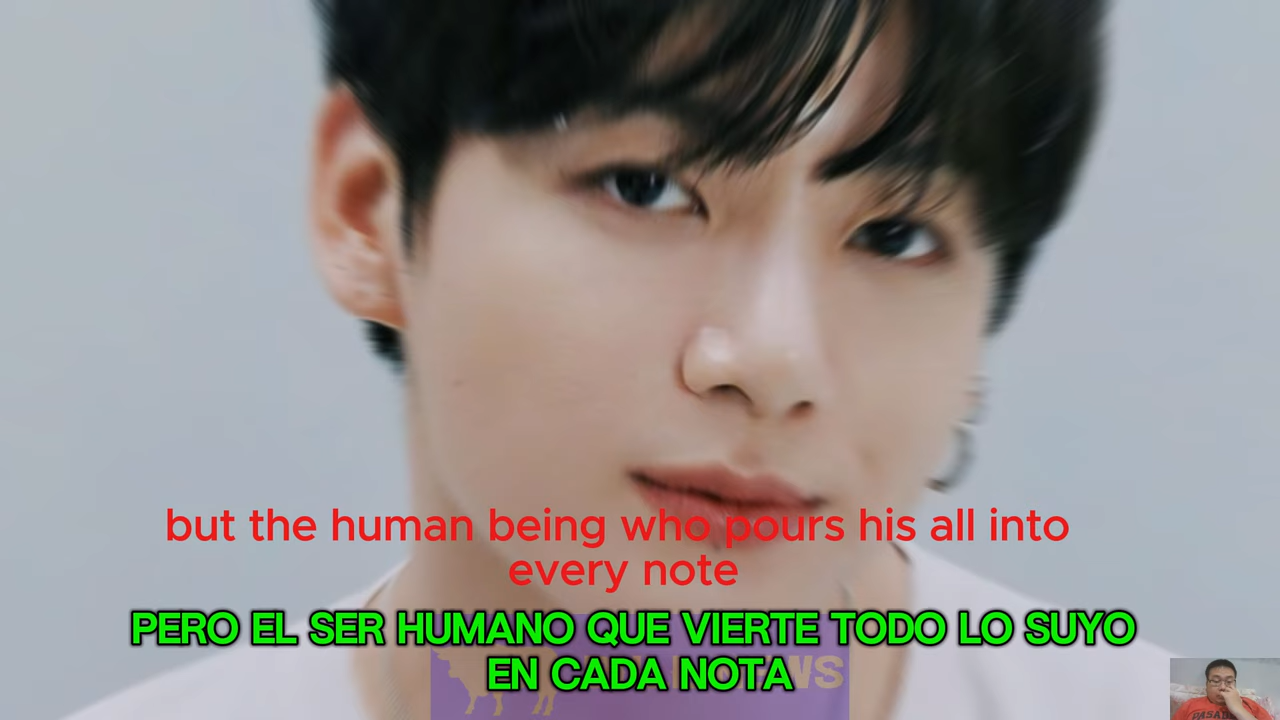 but the human being who pours his all into
every note
PERO EL SER HUMANO QUE VIERTE TODO LO SUYO
EN CADA NOTA